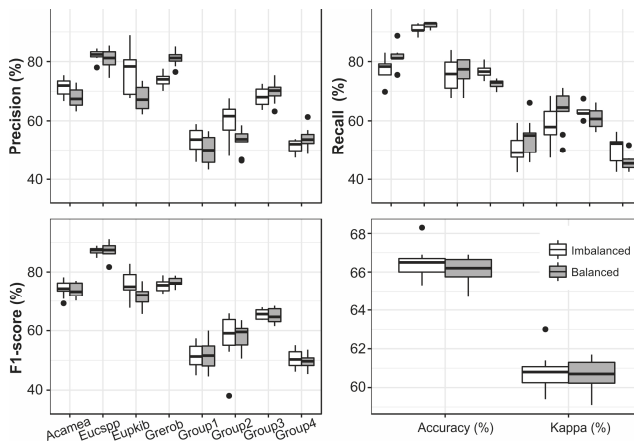 Precision (%)
80
60
40
Recall (%)
80
60
40
F1-score (%)
80
60
40
Acamea
Eucspp
Eupkib
Grerob
Group1
Group2
Group3
Group4
68
66
64
62
60
Imbalanced
Balanced
Accuracy (%)
Kappa (%)